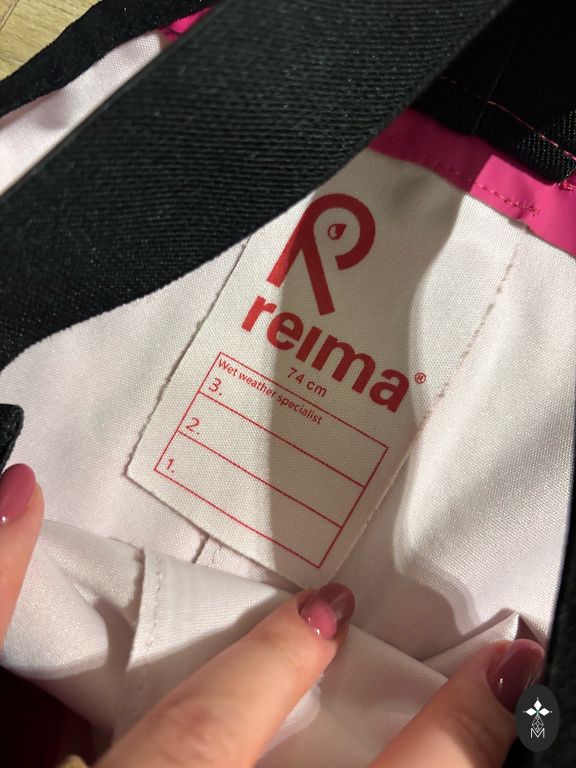 reima®
74 cm
Wet weather specialist
3.
2.
1.